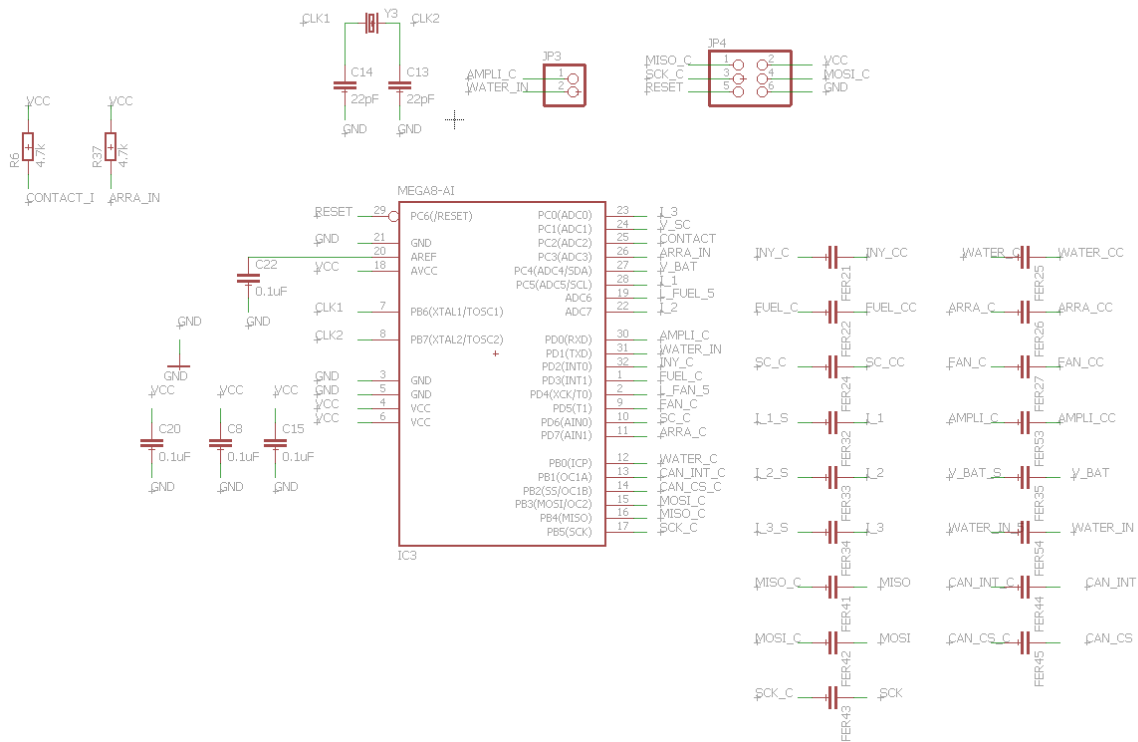 CLK1 Y3 CLK2
C14 C13
22pF 22pF
GND GND
JP3
AMPLI_C 1
WATER_IN 2
JP4
MISO_C 1 2 VCC
SCK_C 3 4 MOSI_C
RESET 5 6 GND
VCC VCC
R6 4.7k R37 4.7k
CONTACT_I ARRA_IN
MEGA8-AI
RESET 29 PC6(/RESET)
GND 21 GND
20 AREF
VCC 18 AVCC
CLK1 7 PB6(XTAL1/TOSC1)
CLK2 8 PB7(XTAL2/TOSC2)
GND 3 GND
GND 5 GND
VCC 4 VCC
VCC 6 VCC
PC0(ADC0) 23 I_3
PC1(ADC1) 24 V_SC
PC2(ADC2) 25 CONTACT
PC3(ADC3) 26 ARRA_IN
PC4(ADC4/SDA) 27 V_BAT
PC5(ADC5/SCL) 28 I_1
ADC6 19 I_FUEL_5
ADC7 22 I_2
PD0(RXD) 30 AMPLI_C
PD1(TXD) 31 WATER_IN
PD2(INT0) 32 INY_C
PD3(INT1) 1 FUEL_C
PD4(XCK/T0) 2 I_FAN_5
PD5(T1) 9 FAN_C
PD6(AIN0) 10 SC_C
PD7(AIN1) 11 ARRA_C
PB0(ICP) 12 WATER_C
PB1(OC1A) 13 CAN_INT_C
PB2(SS/OC1B) 14 CAN_CS_C
PB3(MOSI/OC2) 15 MOSI_C
PB4(MISO) 16 MISO_C
PB5(SCK) 17 SCK_C
IC3
C22
0.1uF
GND GND
GND
VCC VCC VCC
C20 C8 C15
0.1uF 0.1uF 0.1uF
GND GND GND
INY_C FER21 INY_CC
FUEL_C FER22 FUEL_CC
SC_C FER24 SC_CC
I_1_S FER32 I_1
I_2_S FER33 I_2
I_3_S FER34 I_3
MISO_C FER41 MISO
MOSI_C FER42 MOSI
SCK_C FER43 SCK
WATER_C FER25 WATER_CC
ARRA_C FER26 ARRA_CC
FAN_C FER27 FAN_CC
AMPLI_C FER53 AMPLI_CC
V_BAT_S FER35 V_BAT
WATER_IN_S FER54 WATER_IN
CAN_INT_C FER44 CAN_INT
CAN_CS_C FER45 CAN_CS